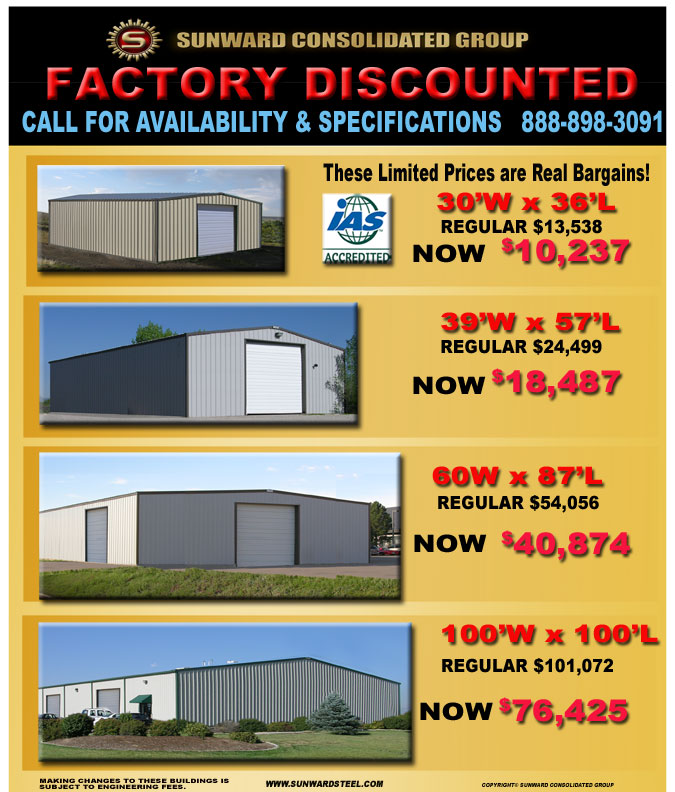 SUNWARD CONSOLIDATED GROUP
FACTORY DISCOUNTED
CALL FOR AVAILABILITY & SPECIFICATIONS 888-898-3091
These Limited Prices are Real Bargains!
iAS
ACCREDITED
30'W x 36'L
REGULAR $13,538
NOW $10,237
39'W x 57'L
REGULAR $24,499
NOW $18,487
60W x 87'L
REGULAR $54,056
NOW $40,874
100'W x 100'L
REGULAR $101,072
NOW $76,425
MAKING CHANGES TO THESE BUILDINGS IS
SUBJECT TO ENGINEERING FEES.
WWW.SUNWARDSTEEL.COM
COPYRIGHT© SUNWARD CONSOLIDATED GROUP